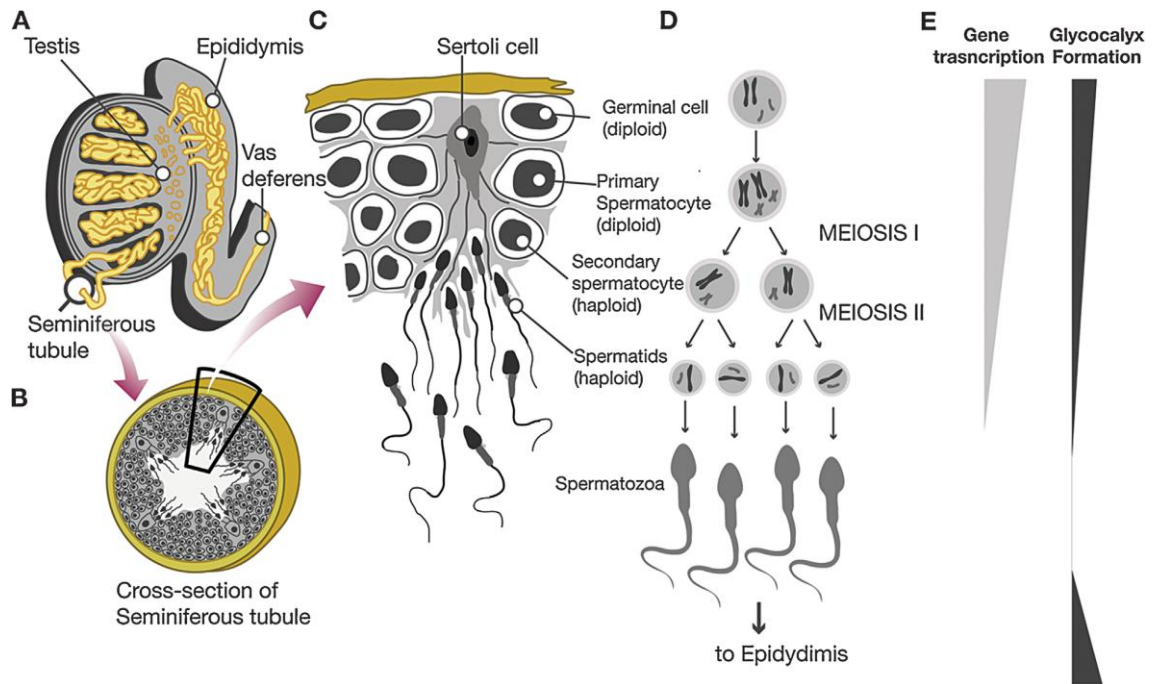 A
Testis
Epididymis
Vas
deferens
Seminiferous
tubule
B
Cross-section of
Seminiferous tubule
C
Sertoli cell
Germinal cell
(diploid)
Primary
Spermatocyte
(diploid)
Secondary
spermatocyte
(haploid)
Spermatids
(haploid)
D
MEIOSIS I
MEIOSIS II
Spermatozoa
to Epidydimis
E
Gene
trasncription
Glycocalyx
Formation